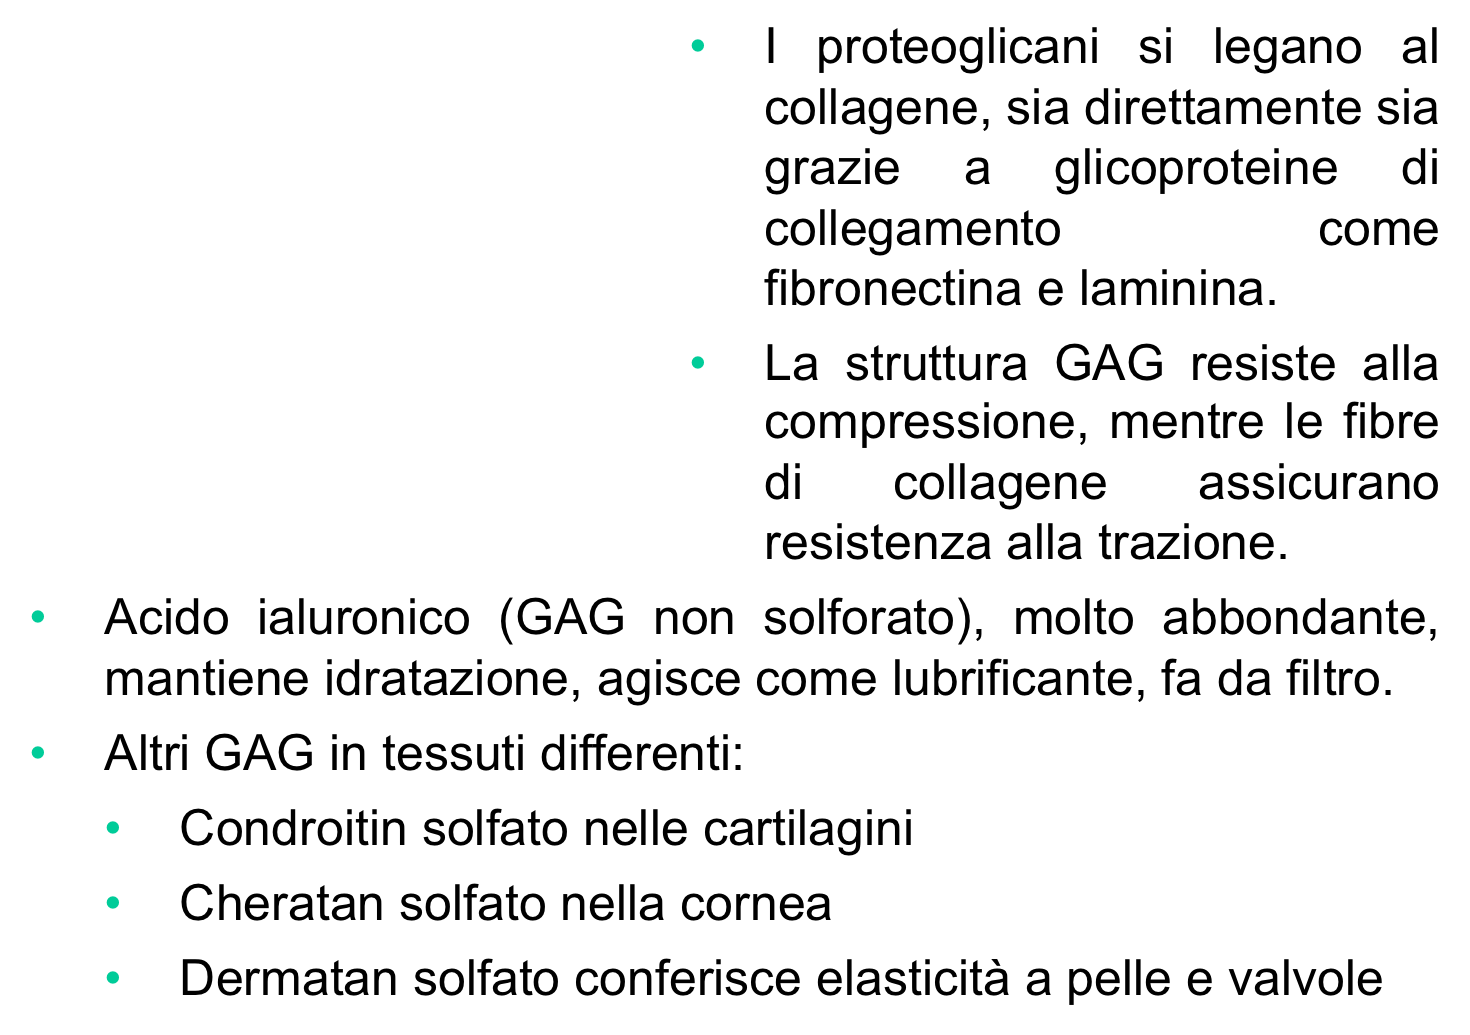 • I proteoglicani si legano al
collagene, sia direttamente sia
grazie a glicoproteine di
collegamento come
fibronectina e laminina.
• La struttura GAG resiste alla
compressione, mentre le fibre
di collagene assicurano
resistenza alla trazione.
• Acido ialuronico (GAG non solforato), molto abbondante,
mantiene idratazione, agisce come lubrificante, fa da filtro.
• Altri GAG in tessuti differenti:
• Condroitin solfato nelle cartilagini
• Cheratan solfato nella cornea
• Dermatan solfato conferisce elasticità a pelle e valvole